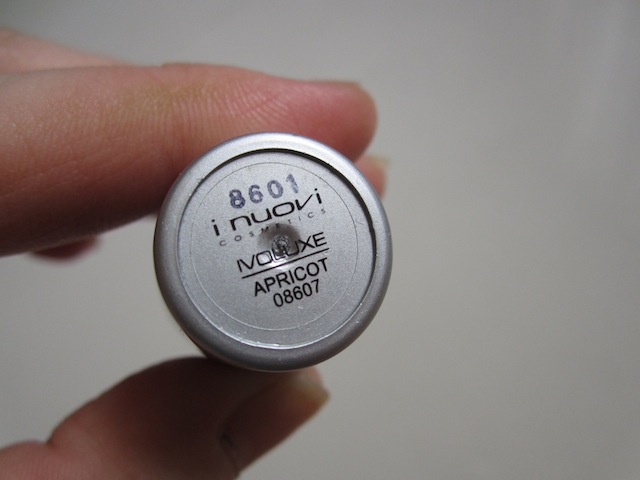 8601
i nuovi
COSMETICS
IVOLUXE
APRICOT
08607